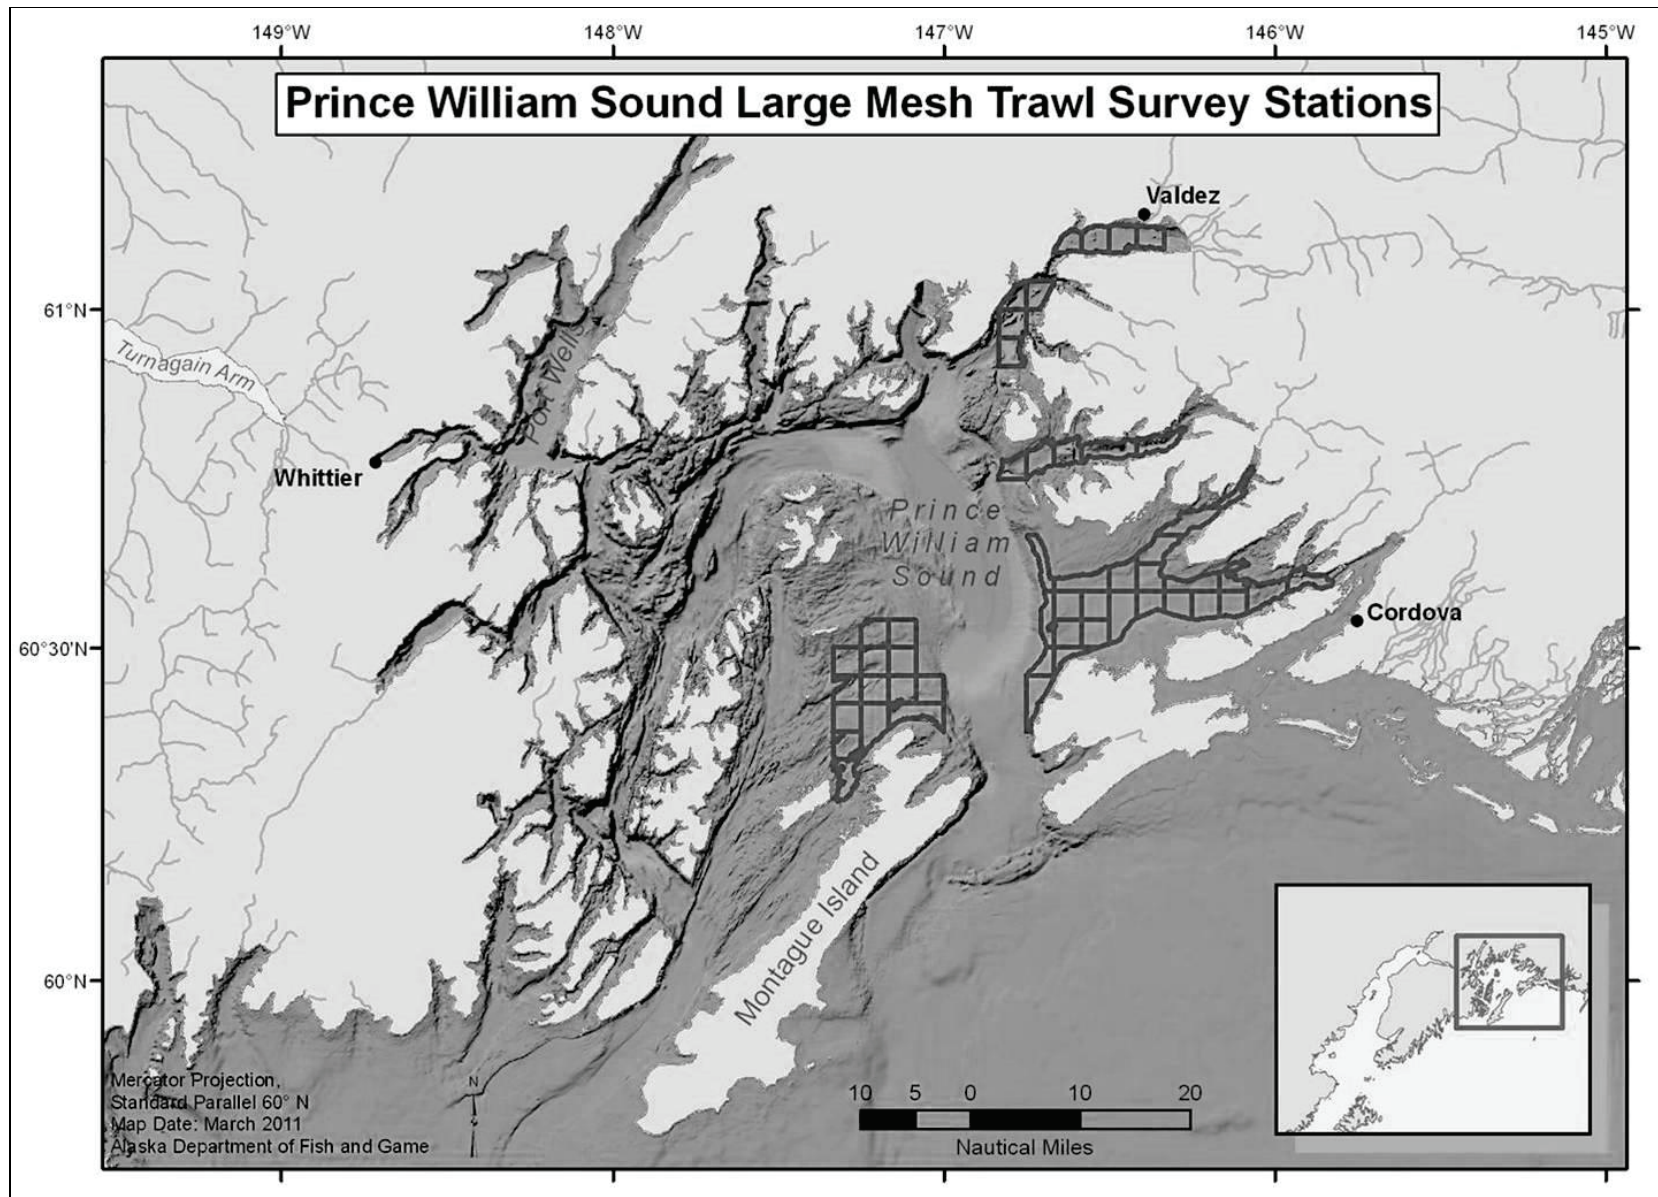 149°W
148°W
147°W
146°W
145°W
Prince William Sound Large Mesh Trawl Survey Stations
Valdez
61°N
Turnagain Arm
Port Wells
Whittier
Prince
William
Sound
Cordova
60°30'N
Montague Island
60°N
Mercator Projection,
Standard Parallel 60° N
Map Date: March 2011
Alaska Department of Fish and Game
N
10 5 0 10 20
Nautical Miles